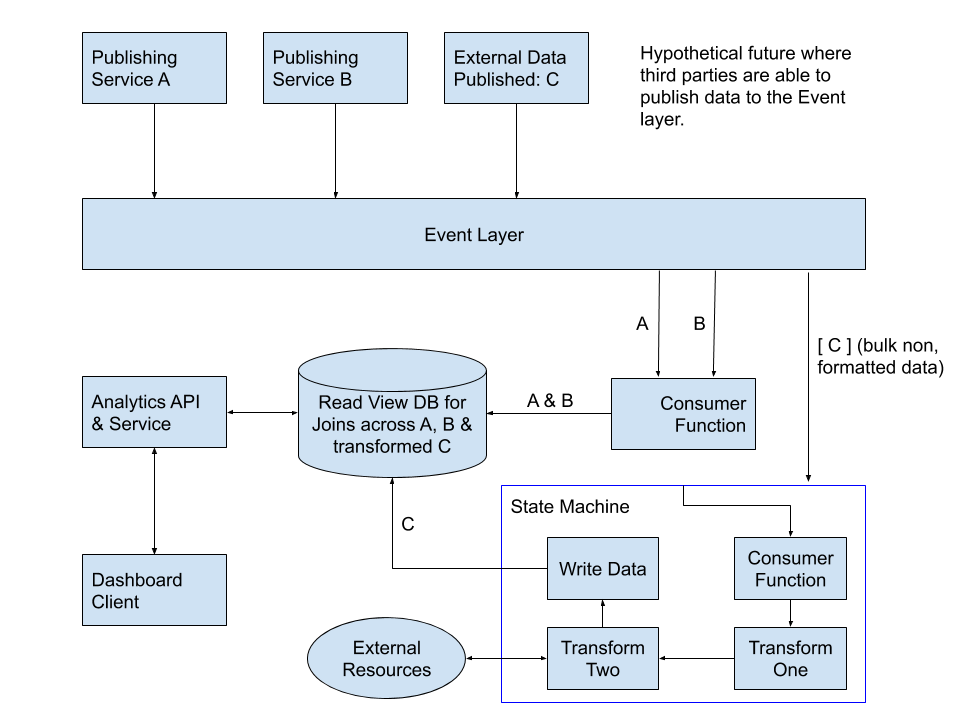 Publishing
Service A
Publishing
Service B
External Data
Published: C
Hypothetical future where
third parties are able to
publish data to the Event
layer.
Event Layer
A
B
[ C ] (bulk non,
formatted data)
Analytics API
& Service
Read View DB for
Joins across A, B &
transformed C
A & B
Consumer
Function
C
State Machine
Write Data
Consumer
Function
Dashboard
Client
External
Resources
Transform
Two
Transform
One